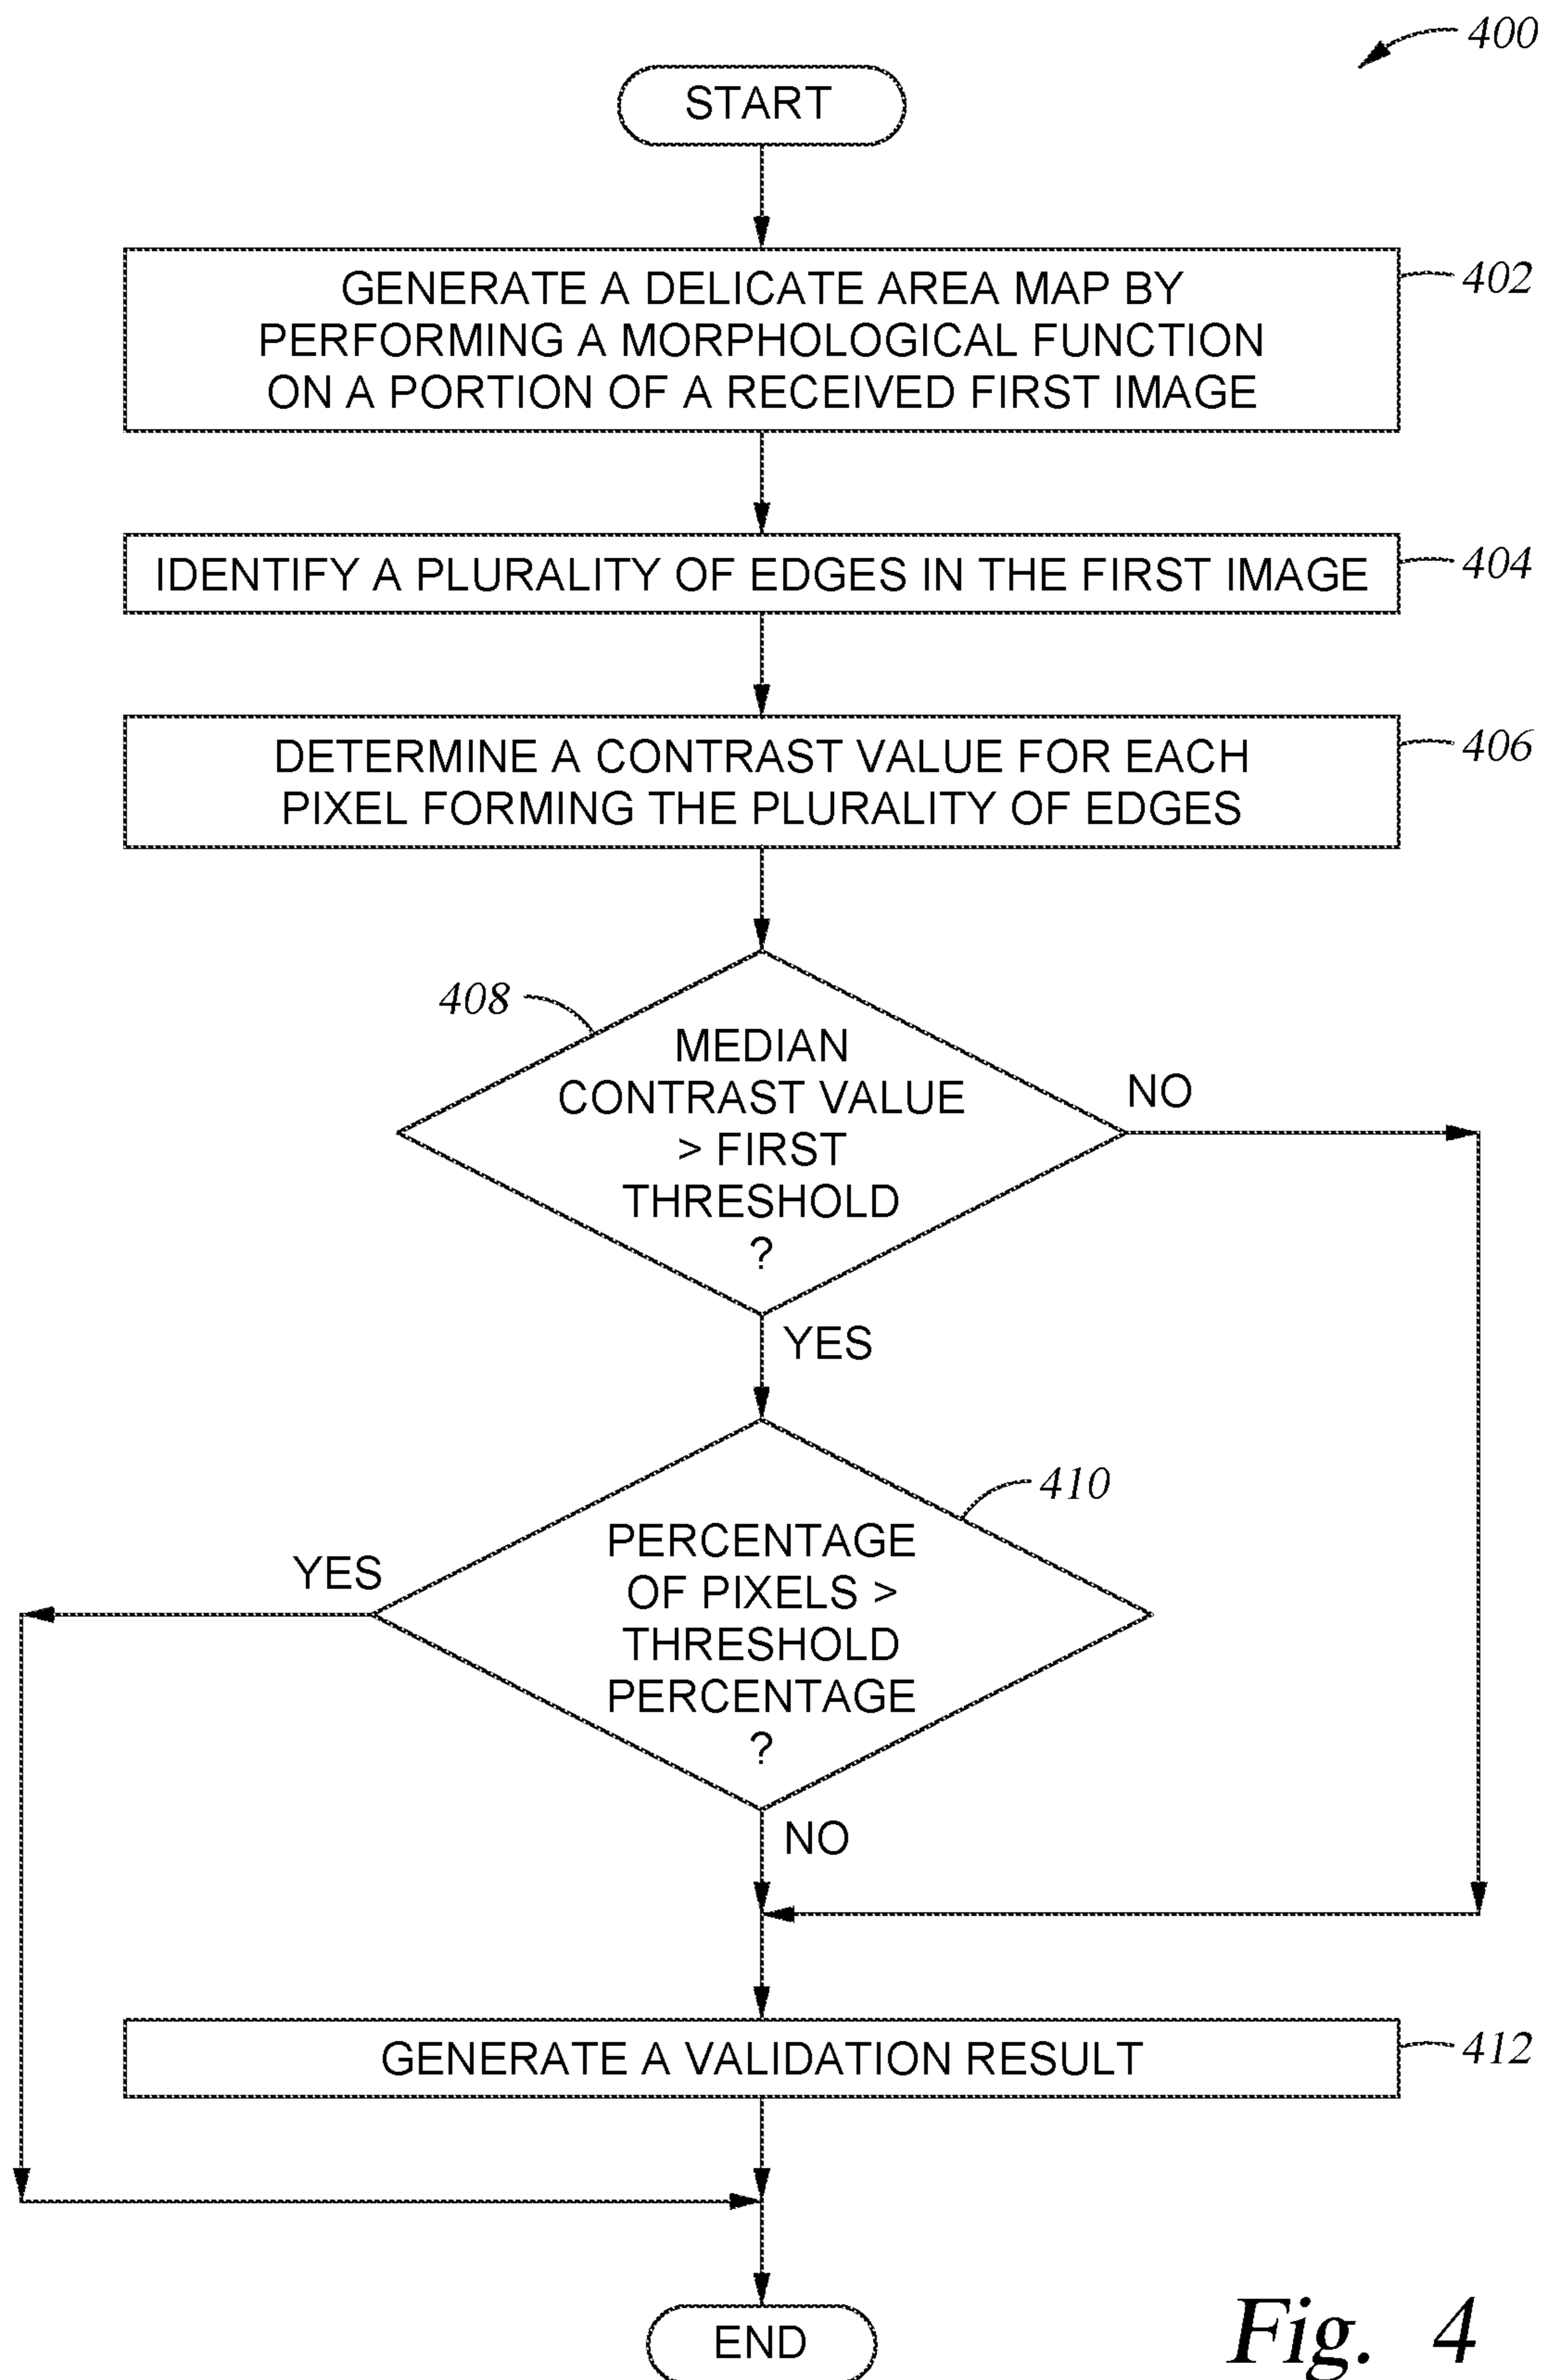 400
START
GENERATE A DELICATE AREA MAP BY
PERFORMING A MORPHOLOGICAL FUNCTION
ON A PORTION OF A RECEIVED FIRST IMAGE
402
IDENTIFY A PLURALITY OF EDGES IN THE FIRST IMAGE
404
DETERMINE A CONTRAST VALUE FOR EACH
PIXEL FORMING THE PLURALITY OF EDGES
406
408
MEDIAN
CONTRAST VALUE
> FIRST
THRESHOLD
?
NO
YES
410
PERCENTAGE
OF PIXELS >
THRESHOLD
PERCENTAGE
?
YES
NO
GENERATE A VALIDATION RESULT
412
END
Fig. 4